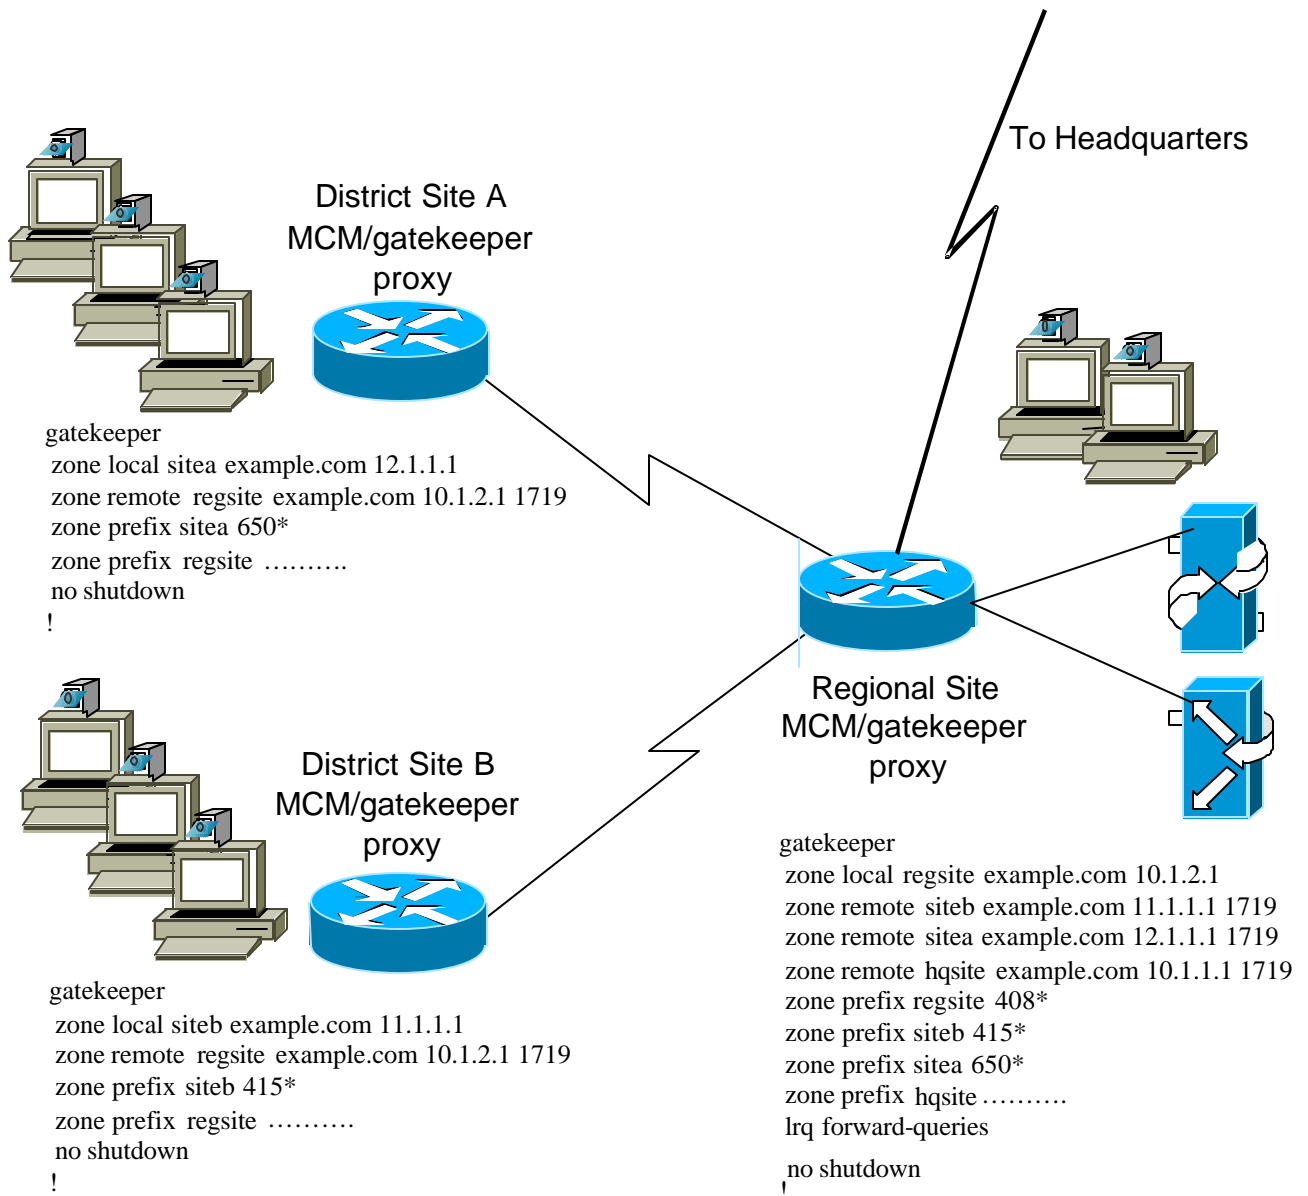 To Headquarters
District Site A
MCM/gatekeeper
proxy
gatekeeper
zone local sitea example.com 12.1.1.1
zone remote regsite example.com 10.1.2.1 1719
zone prefix sitea 650*
zone prefix regsite ……….
no shutdown
!
District Site B
MCM/gatekeeper
proxy
gatekeeper
zone local siteb example.com 11.1.1.1
zone remote regsite example.com 10.1.2.1 1719
zone prefix siteb 415*
zone prefix regsite ……….
no shutdown
!
Regional Site
MCM/gatekeeper
proxy
gatekeeper
zone local regsite example.com 10.1.2.1
zone remote siteb example.com 11.1.1.1 1719
zone remote sitea example.com 12.1.1.1 1719
zone remote hqsite example.com 10.1.1.1 1719
zone prefix regsite 408*
zone prefix siteb 415*
zone prefix sitea 650*
zone prefix hqsite ……….
lrq forward-queries
no shutdown
!